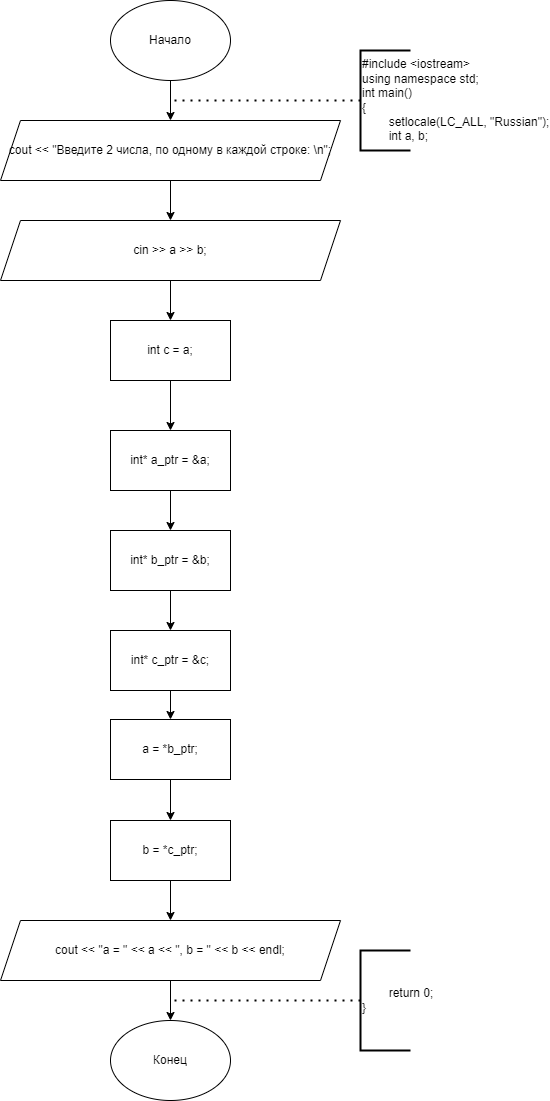 Начало
#include <iostream>
using namespace std;
int main()
{
setlocale(LC_ALL, "Russian");
int a, b;
cout << "Введите 2 числа, по одному в каждой строке: \n";
cin >> a >> b;
int c = a;
int* a_ptr = &a;
int* b_ptr = &b;
int* c_ptr = &c;
a = *b_ptr;
b = *c_ptr;
cout << "a = " << a << ", b = " << b << endl;
return 0;
}
Конец